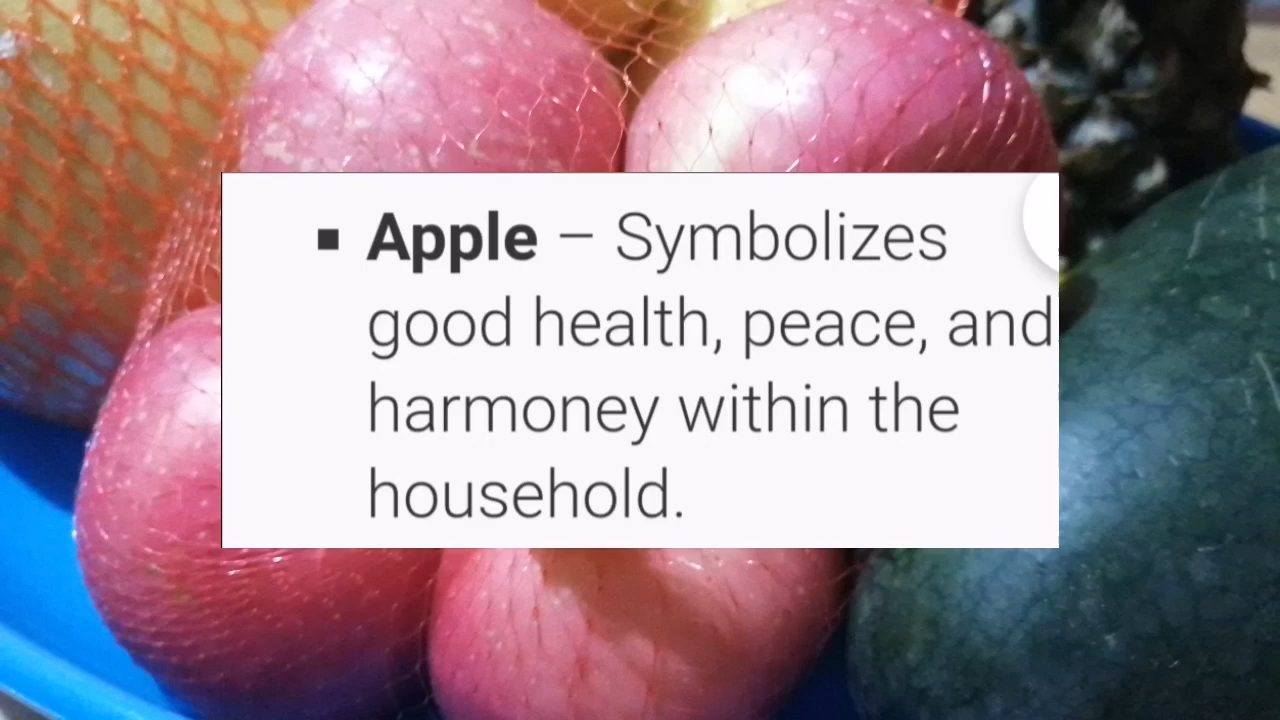 ▪ Apple – Symbolizes
good health, peace, and
harmoney within the
household.